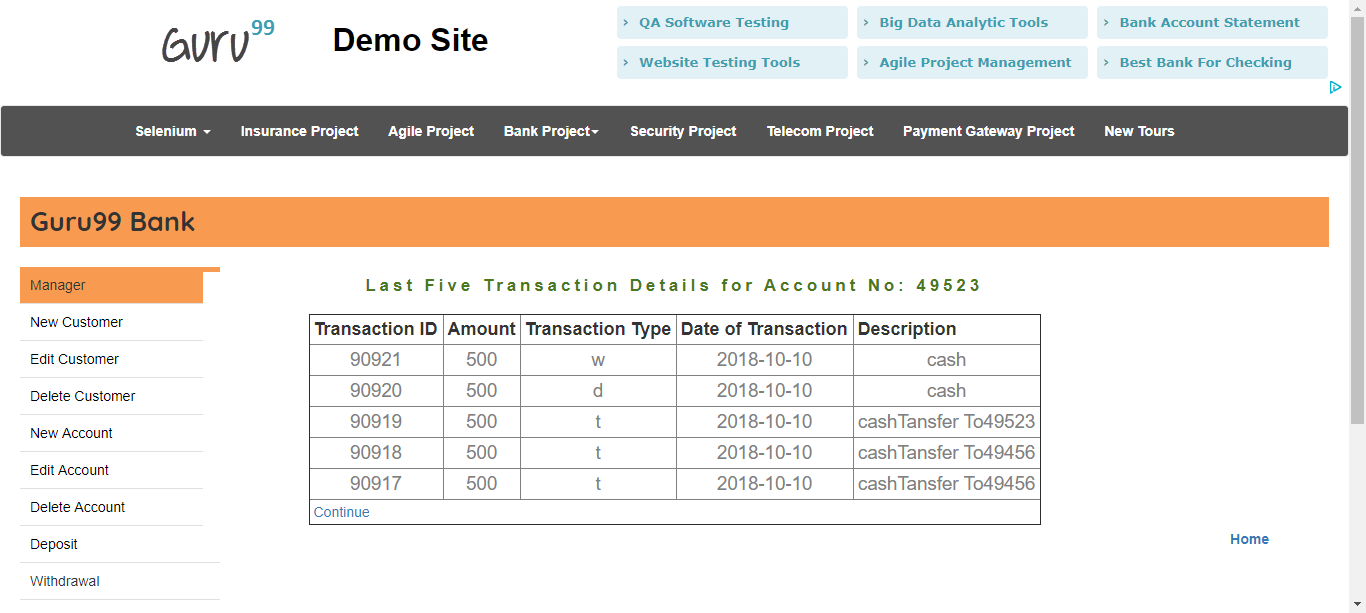 Guru99 Demo Site
› QA Software Testing › Big Data Analytic Tools › Bank Account Statement
› Website Testing Tools › Agile Project Management › Best Bank For Checking
Selenium Insurance Project Agile Project Bank Project Security Project Telecom Project Payment Gateway Project New Tours
Guru99 Bank
Manager
New Customer
Edit Customer
Delete Customer
New Account
Edit Account
Delete Account
Deposit
Withdrawal
Last Five Transaction Details for Account No: 49523
Transaction ID Amount Transaction Type Date of Transaction Description
90921 500 w 2018-10-10 cash
90920 500 d 2018-10-10 cash
90919 500 t 2018-10-10 cashTansfer To49523
90918 500 t 2018-10-10 cashTansfer To49456
90917 500 t 2018-10-10 cashTansfer To49456
Continue
Home